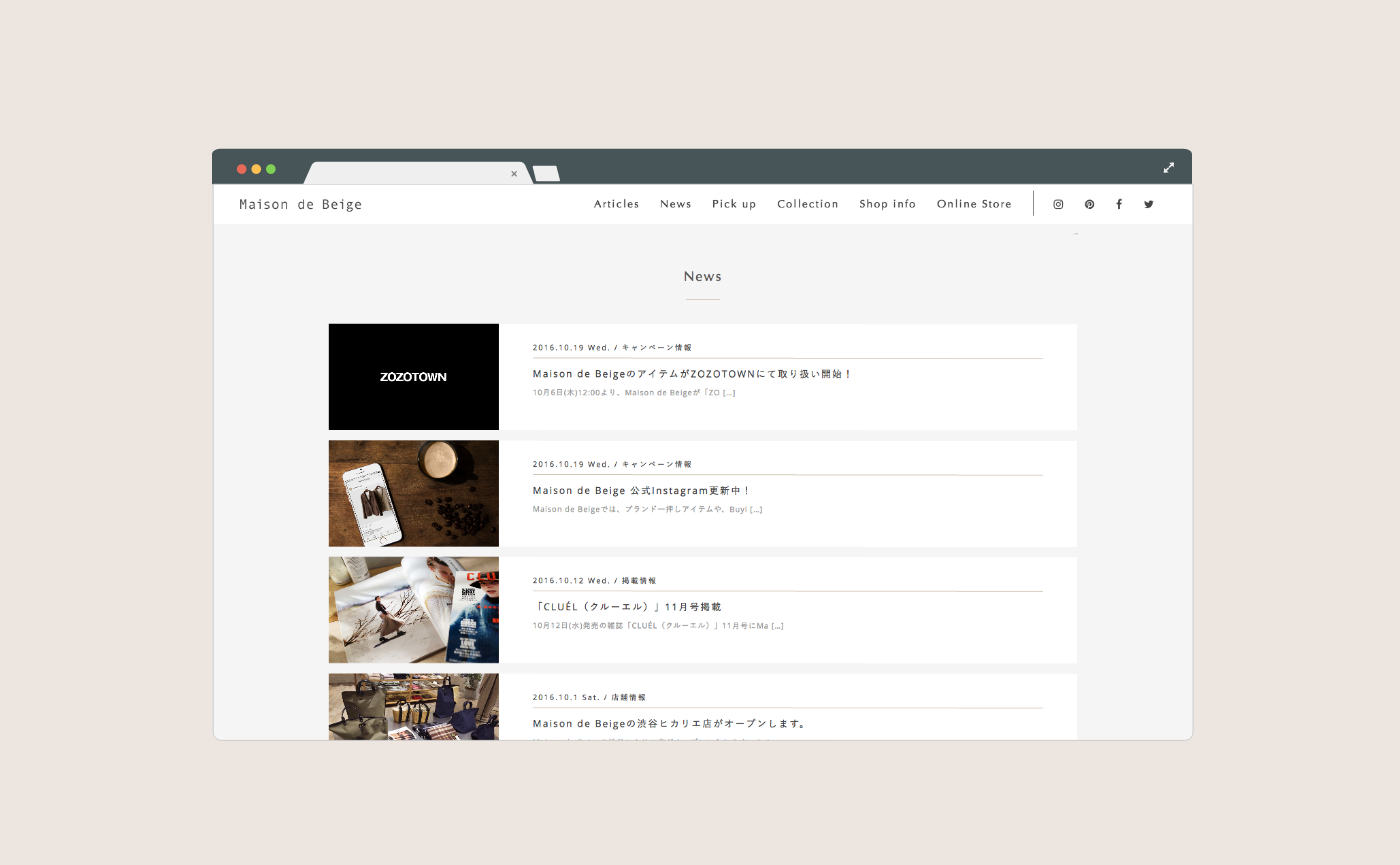 Maison de Beige
Articles News Pick up Collection Shop info Online Store
News
ZOZOTOWN
2016.10.19 Wed. / キャンペーン情報
Maison de BeigeのアイテムがZOZOTOWNにて取り扱い開始！
10月6日(木)12:00より、Maison de Beigeが「ZO [...]
2016.10.19 Wed. / キャンペーン情報
Maison de Beige 公式Instagram更新中！
Maison de Beigeでは、ブランド一押しアイテムや、Buyi [...]
2016.10.12 Wed. / 掲載情報
「CLUÉL（クルーエル）」11月号掲載
10月12日(水)発売の雑誌「CLUÉL（クルーエル）」11月号にMa [...]
2016.10.1 Sat. / 店舗情報
Maison de Beigeの渋谷ヒカリエ店がオープンします。